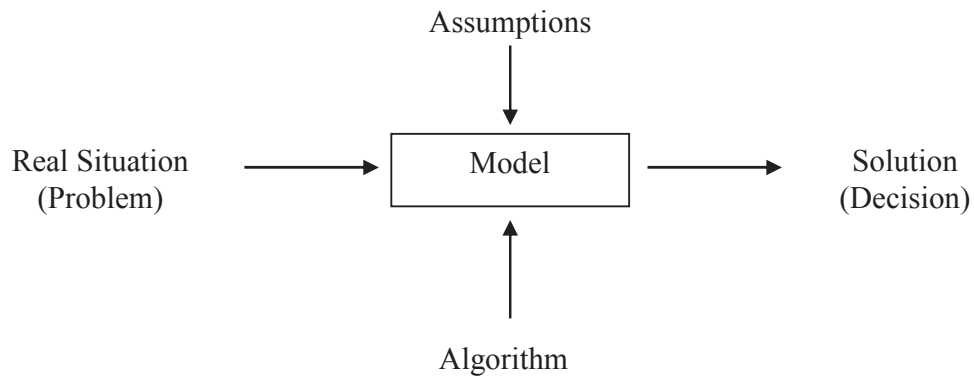 Assumptions
Real Situation
(Problem)
Model
Solution
(Decision)
Algorithm